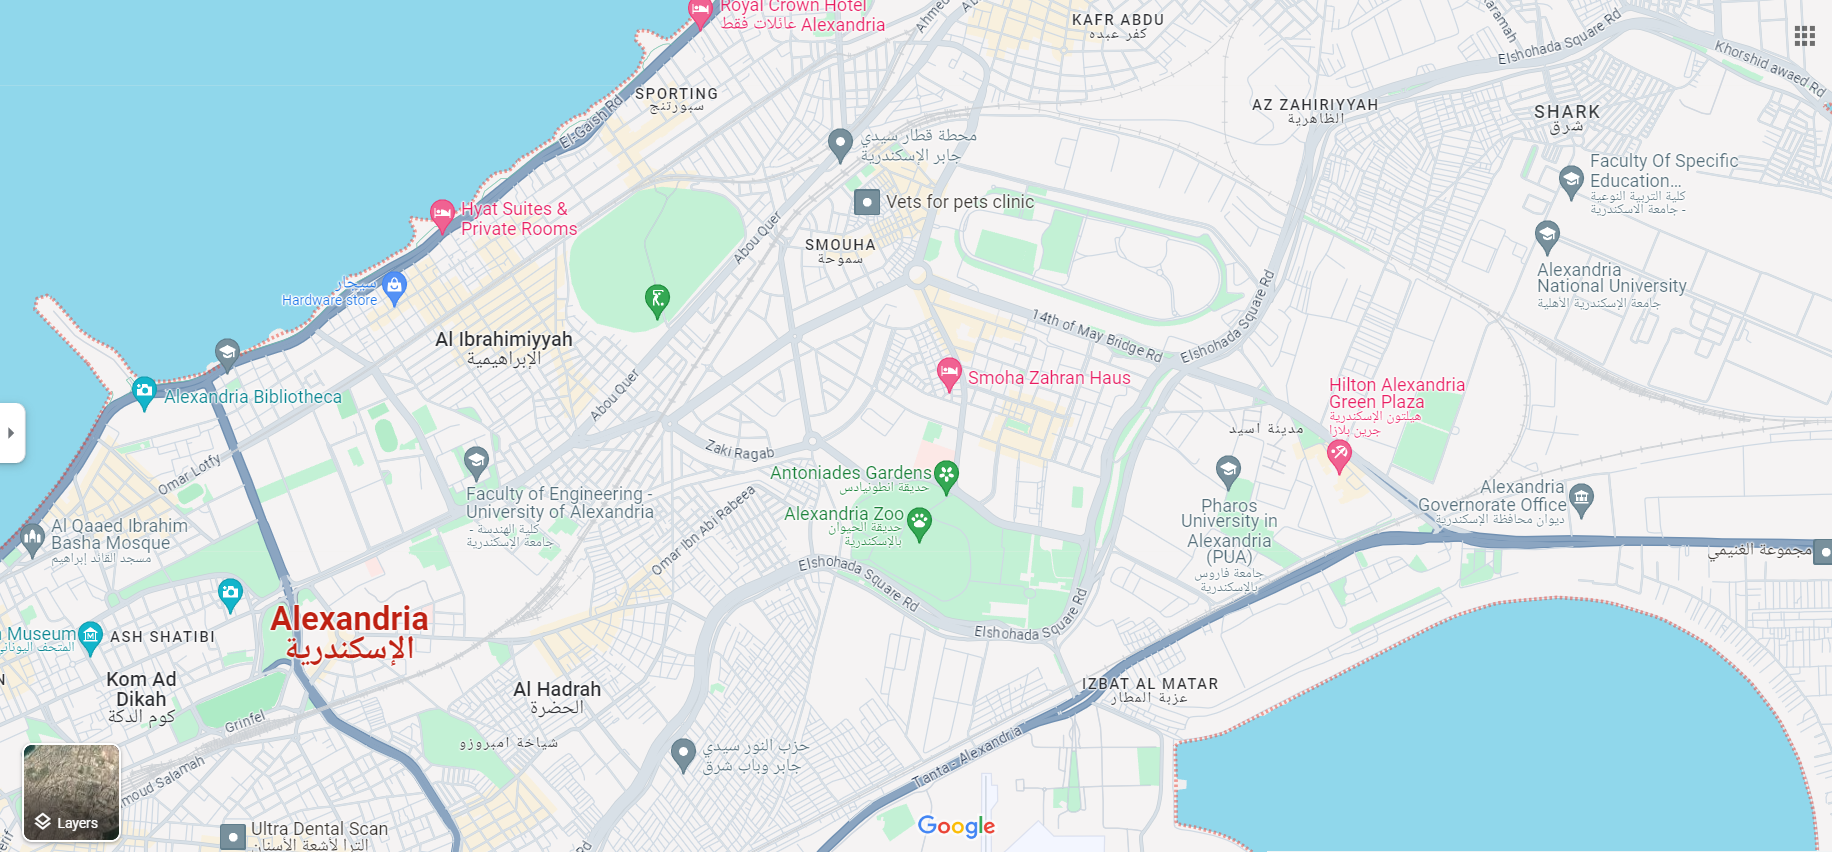 Royal Crown Hotel
Alexandria عائلات فقط
KAFR ABDU
كفر عبده
Elshohada Square Rd
Khorshid awaed Rd
SPORTING
سبورتنج
El-Gaish Rd
AZ ZAHIRIYYAH
الظاهرية
SHARK
شرق
محطة قطار سيدي
جابر الإسكندرية
Faculty Of Specific
Education...
كلية التربية النوعية
- جامعة الاسكندرية
Vets for pets clinic
Hyat Suites &
Private Rooms
Abou Quer
SMOUHA
سموحة
Alexandria
National University
جامعة الإسكندرية الأهلية
Hardware store
Al Ibrahimiyyah
الإبراهيمية
14th of May Bridge Rd
Elshohada Square Rd
Smoha Zahran Haus
Hilton Alexandria
Green Plaza
هيلتون الإسكندرية
جرين بلازا
Alexandria Bibliotheca
Abou Quer
مدينة اسيد
Zaki Ragab
Omar Lotfy
Antoniades Gardens
حديقة انطونيادس
Faculty of Engineering -
University of Alexandria
كلية الهندسة -
جامعة الإسكندرية
Omar Ibn Abi Rabeea
Alexandria Zoo
حديقة الحيوان
بالإسكندرية
Pharos
University in
Alexandria
(PUA)
جامعة فاروس
بالإسكندرية
Alexandria
Governorate Office
ديوان محافظة الإسكندرية
Al Qaaed Ibrahim
Basha Mosque
مسجد القائد إبراهيم
مجموعة الغنيمي
Elshohada Square Rd
Elshohada Square Rd
Alexandria
الإسكندرية
Museum
ASH SHATIBI
Kom Ad
Dikah
كوم الدكة
Al Hadrah
الحضرة
IZBAT AL MATAR
عزبة المطار
Grinfel
شياخة امبروزو
حزب النور سيدي
جابر وباب شرق
Tanta - Alexandria
Salamah
Layers
Ultra Dental Scan
الترا لأشعة الأسنان
Google